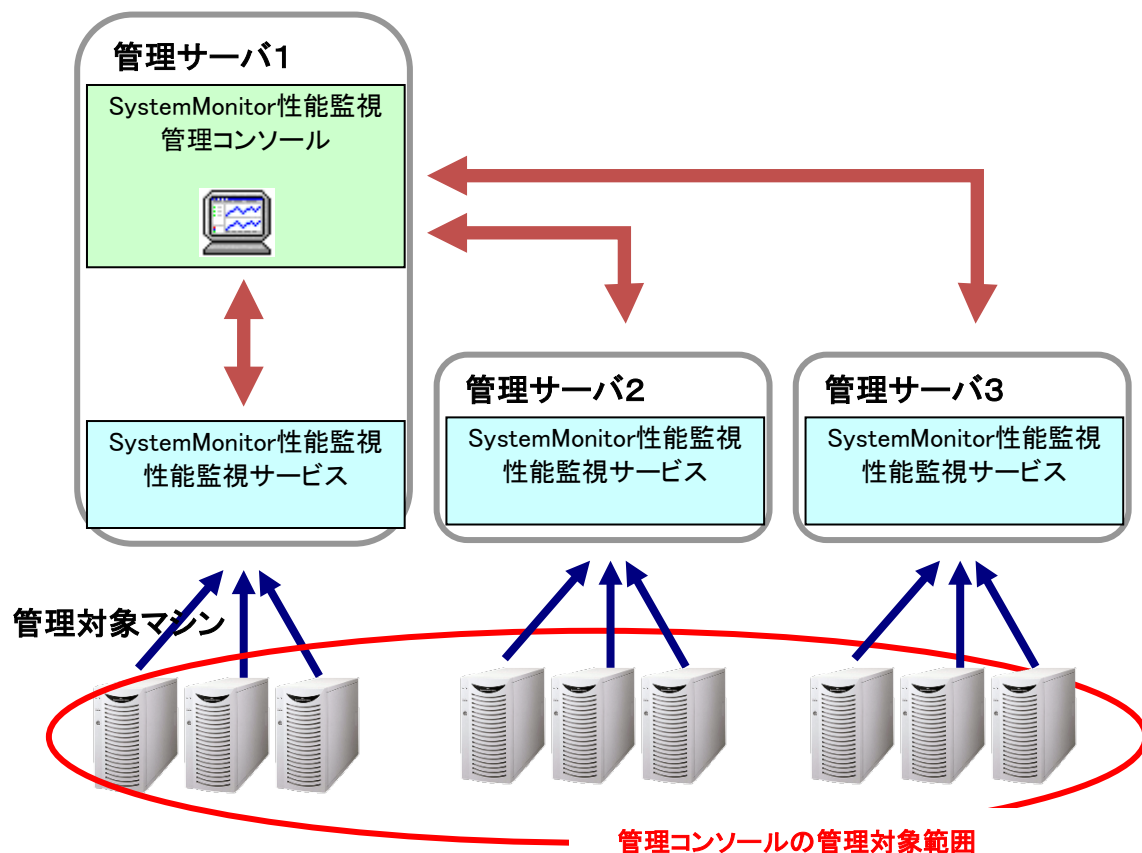 管理サーバ1
SystemMonitor性能監視
管理コンソール
SystemMonitor性能監視
性能監視サービス
管理サーバ2
SystemMonitor性能監視
性能監視サービス
管理サーバ3
SystemMonitor性能監視
性能監視サービス
管理対象マシン
管理コンソールの管理対象範囲